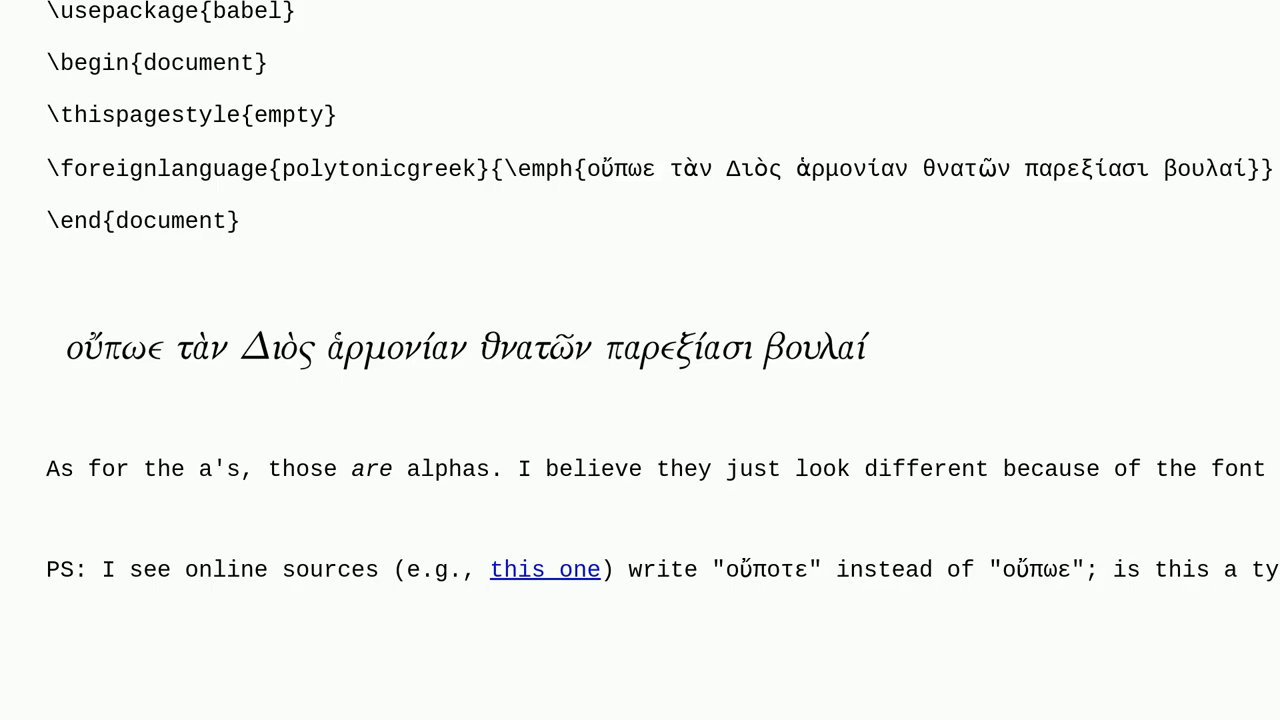 \usepackage{babel}
\begin{document}
\thispagestyle{empty}
\foreignlanguage{polytonicgreek}{\emph{οὔπωε τὰν Διὸς ἁρμονίαν θνατῶν παρεξίασι βουλαί}}
\end{document}
οὔπωε τὰν Διὸς ἁρμονίαν θνατῶν παρεξίασι βουλαί
As for the a's, those are alphas. I believe they just look different because of the font
PS: I see online sources (e.g., this one) write "οὔποτε" instead of "οὔπωε"; is this a ty